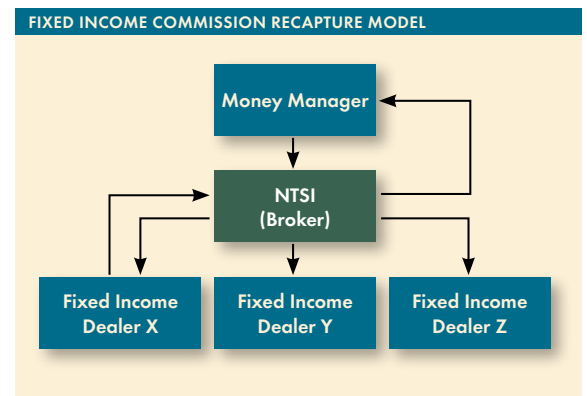 FIXED INCOME COMMISSION RECAPTURE MODEL
Money Manager
NTSI
(Broker)
Fixed Income
Dealer X
Fixed Income
Dealer Y
Fixed Income
Dealer Z